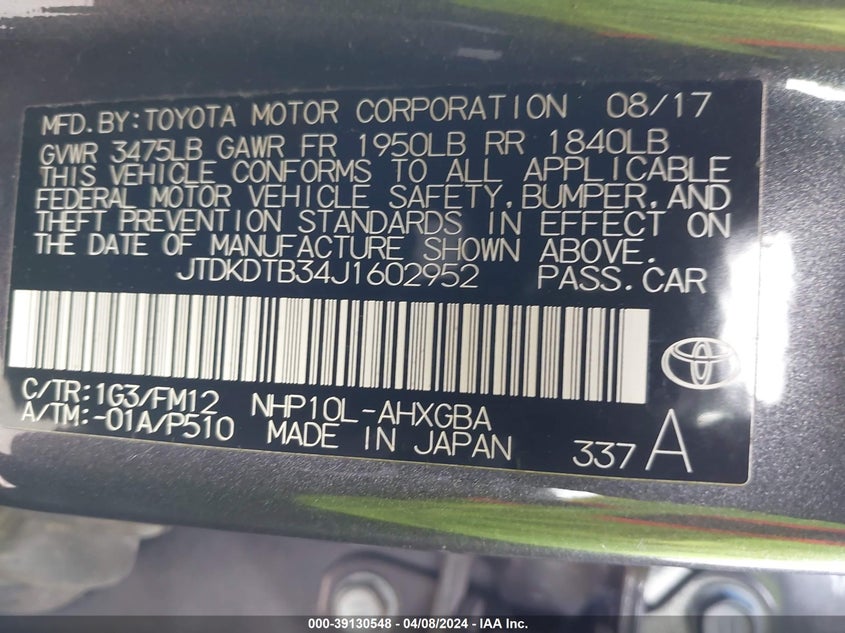 MFD.BY:TOYOTA MOTOR CORPORATION 08/17
GVWR 3475LB GAWR FR 1950LB RR 1840LB
THIS VEHICLE CONFORMS TO ALL APPLICABLE
FEDERAL MOTOR VEHICLE SAFETY,BUMPER,AND
THEFT PREVENTION STANDARDS IN EFFECT ON
THE DATE OF MANUFACTURE SHOWN ABOVE.
JTDKDTB34J1602952 PASS.CAR
C/TR:1G3/FM12 NHP10L-AHXGBA
A/TM:-01A/P510 MADE IN JAPAN 337 A
000-39130548 - 04/08/2024 - IAA Inc.